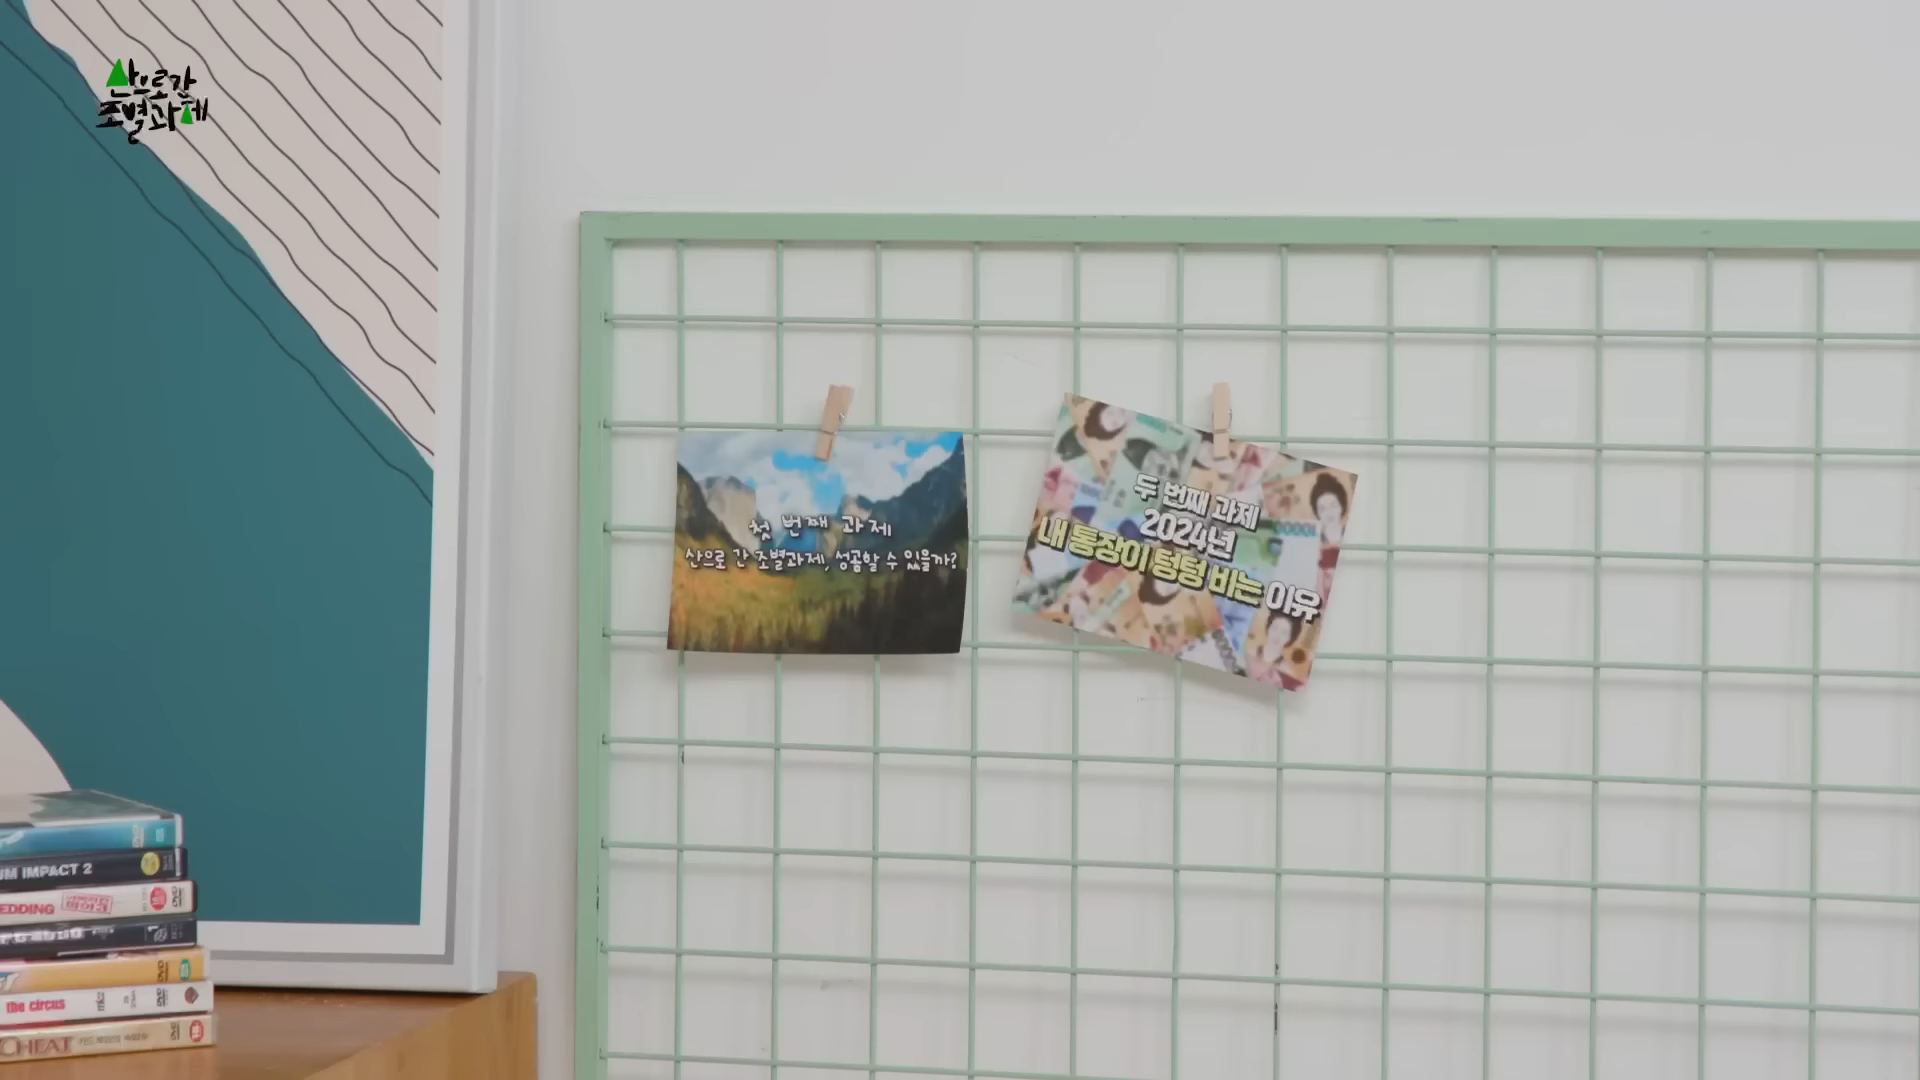 산으로간
조별과제
첫 번째 과제
산으로 간 조별과제, 성공할 수 있을까?
두 번째 과제
2024년
내 통장이 텅텅 비는 이유
UM IMPACT 2
EDDING
the circus
CHEAT